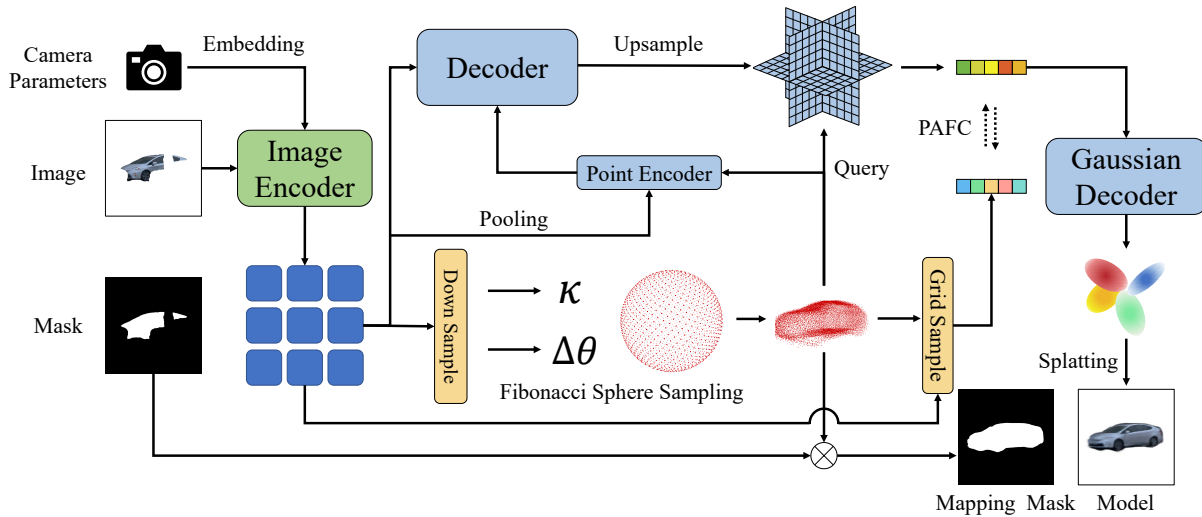 Camera
Parameters
Embedding
Decoder
Upsample
PAFC
Image
Image
Encoder
Point Encoder
Query
Gaussian
Decoder
Pooling
Mask
Down Sample
κ
Δθ
Fibonacci Sphere Sampling
Grid Sample
Splatting
Mapping Mask
Model